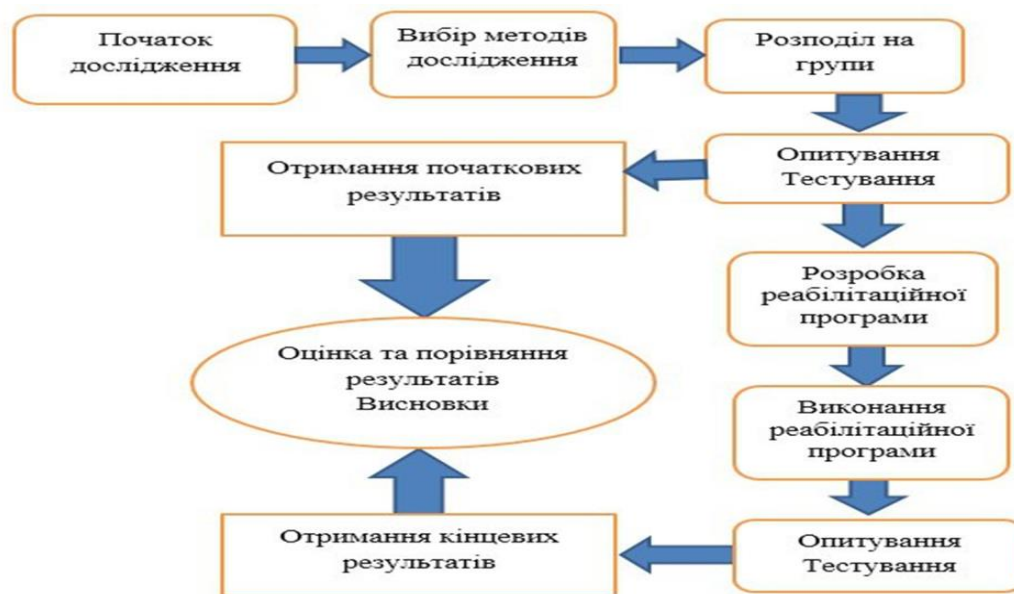 Початок
дослідження
Вибір методів
дослідження
Розподіл на
групи
Опитування
Тестування
Отримання початкових
результатів
Розробка
реабілітаційної
програми
Оцінка та порівняння
результатів
Висновки
Виконання
реабілітаційної
програми
Опитування
Тестування
Отримання кінцевих
результатів